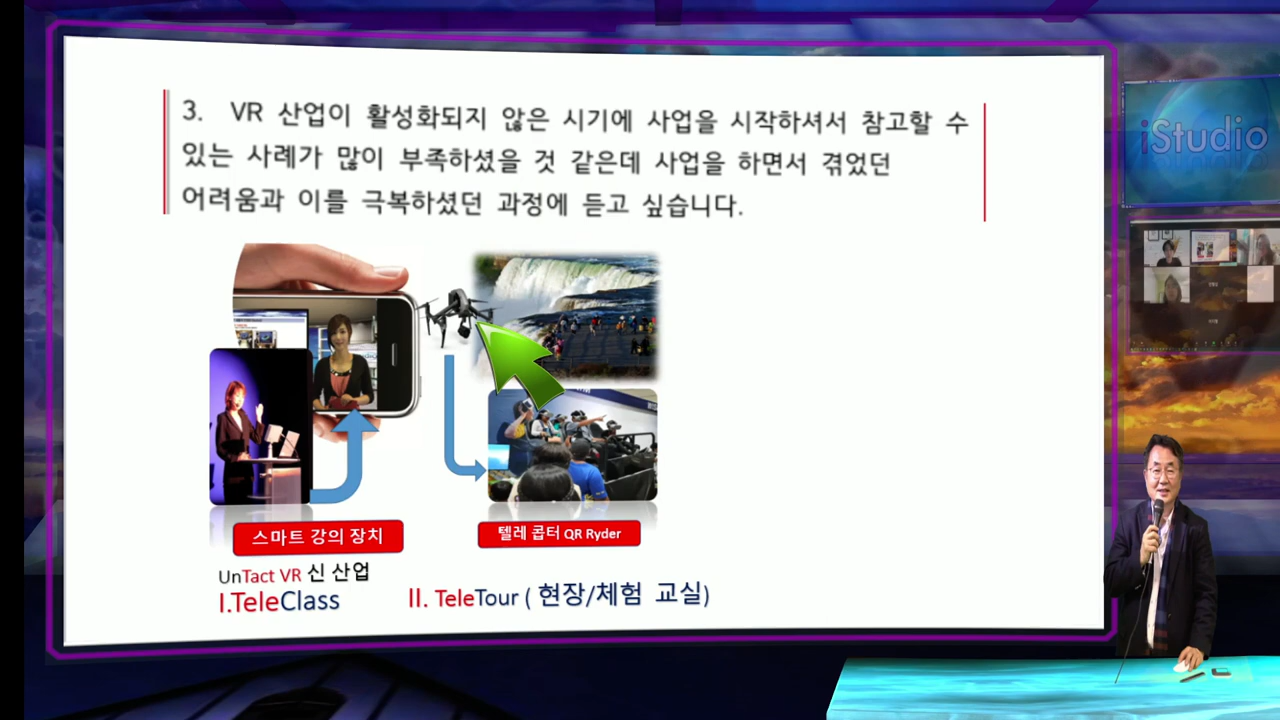 3. VR 산업이 활성화되지 않은 시기에 사업을 시작하셔서 참고할 수
있는 사례가 많이 부족하셨을 것 같은데 사업을 하면서 겪었던
어려움과 이를 극복하셨던 과정에 듣고 싶습니다.
iStudio
스마트 강의 장치
텔레 콥터 QR Ryder
UnTact VR 신 산업
I.TeleClass
II. TeleTour ( 현장/체험 교실)